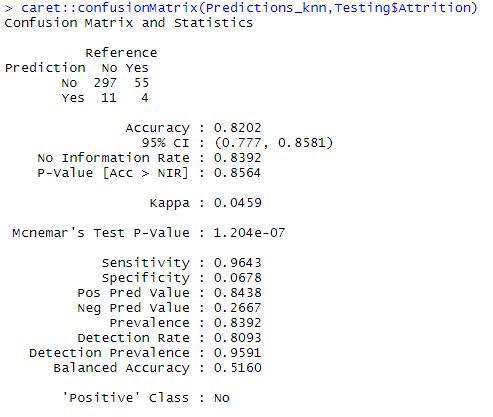 > caret::confusionMatrix(Predictions_knn,Testing$Attrition)
Confusion Matrix and Statistics
Reference
Prediction No Yes
No 297 55
Yes 11 4
Accuracy : 0.8202
95% CI : (0.777, 0.8581)
No Information Rate : 0.8392
P-Value [Acc > NIR] : 0.8564
Kappa : 0.0459
Mcnemar's Test P-Value : 1.204e-07
Sensitivity : 0.9643
Specificity : 0.0678
Pos Pred Value : 0.8438
Neg Pred Value : 0.2667
Prevalence : 0.8392
Detection Rate : 0.8093
Detection Prevalence : 0.9591
Balanced Accuracy : 0.5160
'Positive' Class : No